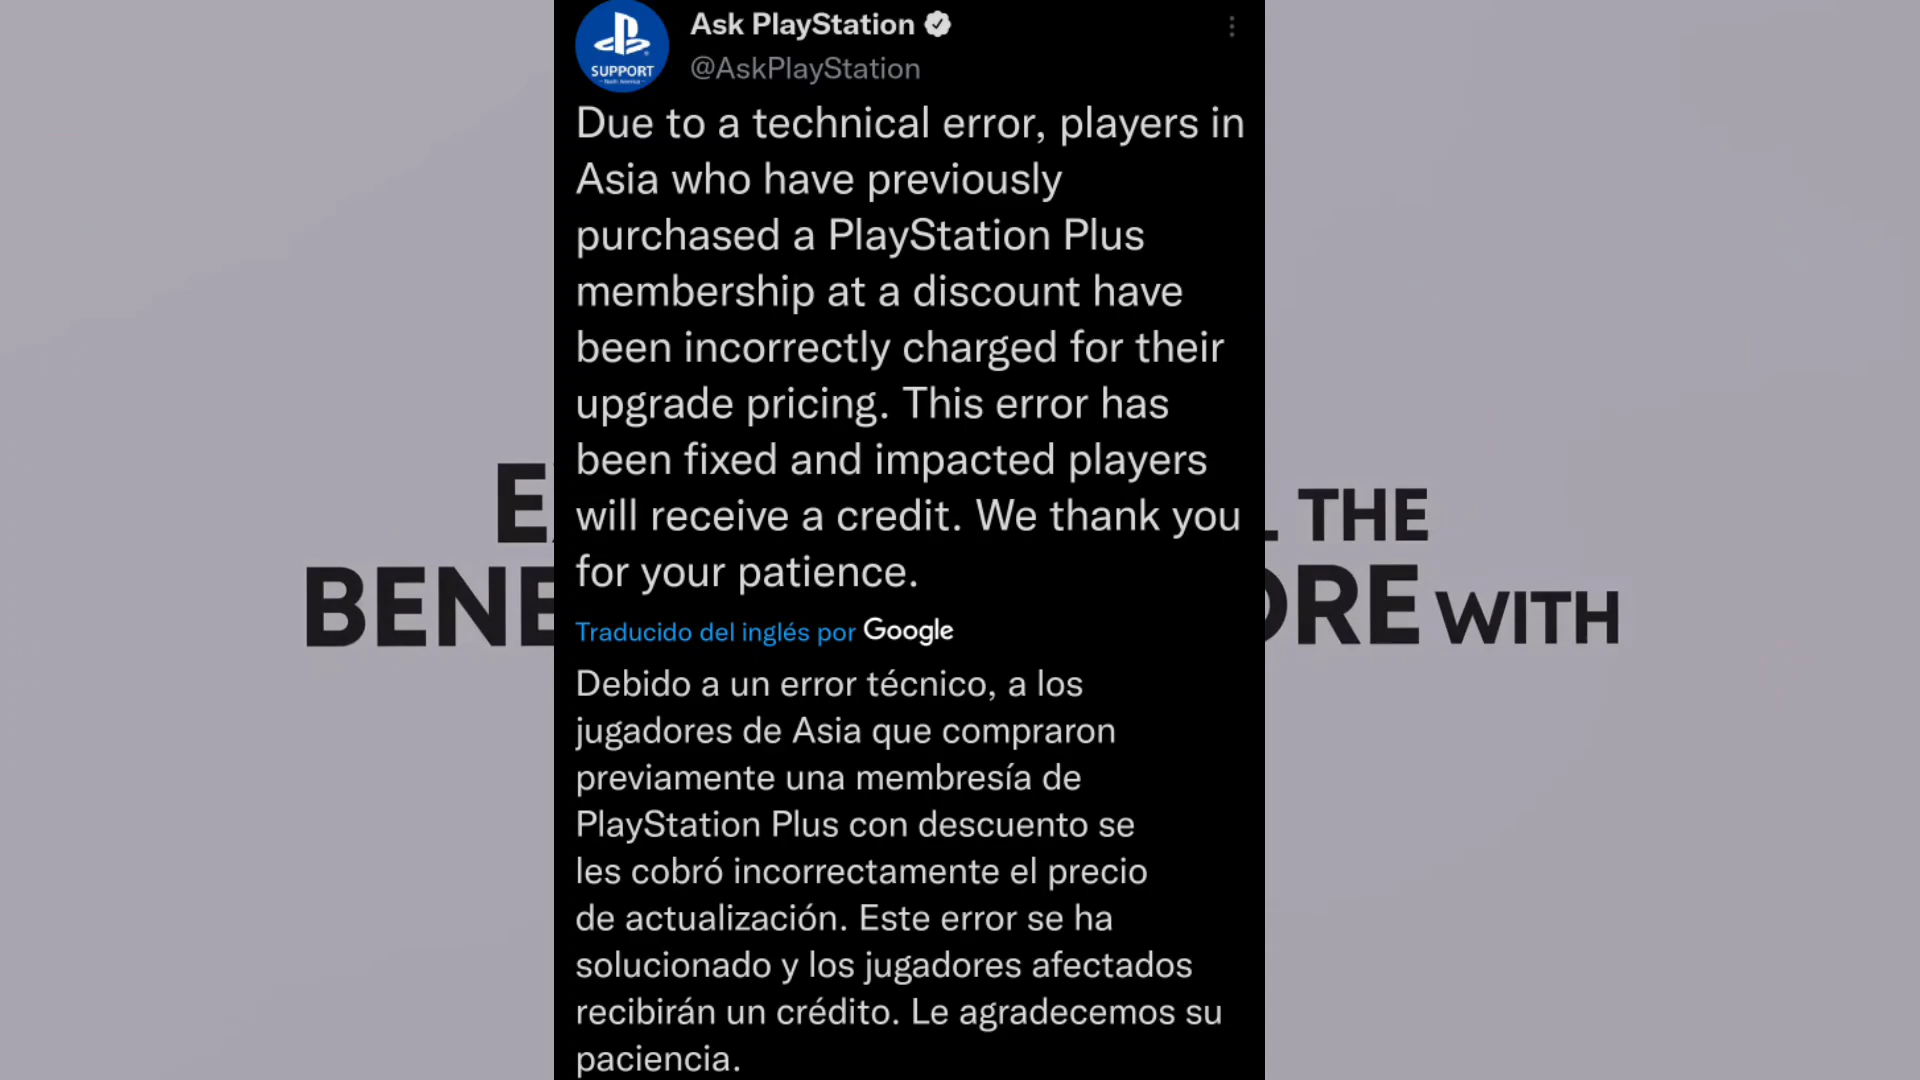 Ask PlayStation
@AskPlayStation
SUPPORT
Due to a technical error, players in
Asia who have previously
purchased a PlayStation Plus
membership at a discount have
been incorrectly charged for their
upgrade pricing. This error has
been fixed and impacted players
will receive a credit. We thank you
for your patience.
Traducido del inglés por Google
Debido a un error técnico, a los
jugadores de Asia que compraron
previamente una membresía de
PlayStation Plus con descuento se
les cobró incorrectamente el precio
de actualización. Este error se ha
solucionado y los jugadores afectados
recibirán un crédito. Le agradecemos su
paciencia.
THE
WITH